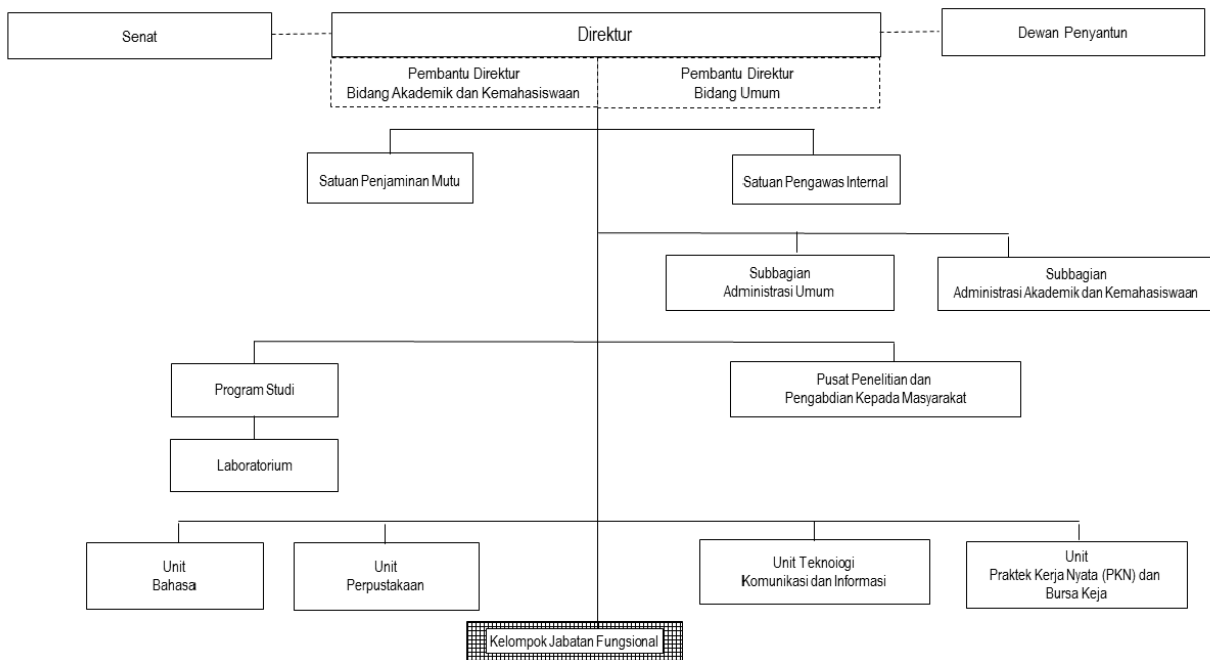 Senat
Direktur
Dewan Penyantun
Pembantu Direktur
Bidang Akademik dan Kemahasiswaan
Pembantu Direktur
Bidang Umum
Satuan Penjaminan Mutu
Satuan Pengawas Internal
Subbagian
Administrasi Umum
Subbagian
Administrasi Akademik dan Kemahasiswaan
Program Studi
Pusat Penelitian dan
Pengabdian Kepada Masyarakat
Laboratorium
Unit
Bahasa
Unit
Perpustakaan
Unit Teknoiogi
Komunikasi dan Informasi
Unit
Praktek Kerja Nyata (PKN) dan
Bursa Keja
Kelompok Jabatan Fungsional